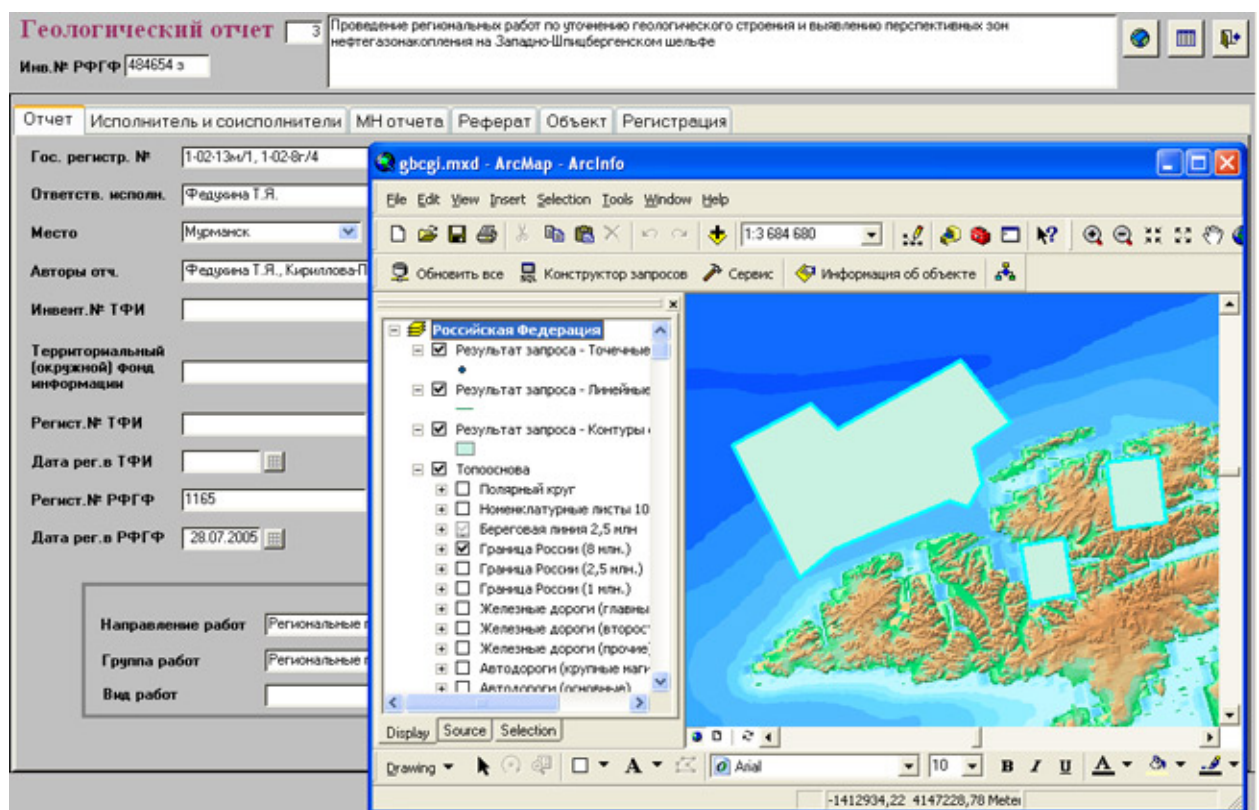 Геологический отчет 3
Проведение региональных работ по уточнению геологического строения и выявлению перспективных зон
нефтегазонакопления на Западно-Шпицбергенском шельфе
Инв.№ РФГФ 484654 э
Отчет Исполнитель и соисполнители МН отчета Реферат Объект Регистрация
Гос. регистр. № 1-02-13м/1, 1-02-8г/4
Ответств. исполн. Федухина Т.Я.
Место Мурманск
Авторы отч. Федухина Т.Я., Кириллова-П
Инвент.№ ТФИ
Территориальный
(окружной) фонд
информации
Регист.№ ТФИ
Дата рег.в ТФИ
Регист.№ РФГФ 1165
Дата рег.в РФГФ 28.07.2005
Направление работ Региональные г
Группа работ Региональные г
Вид работ
gbcgi.mxd - ArcMap - ArcInfo
File Edit View Insert Selection Tools Window Help
1:3 684 680
Обновить все Конструктор запросов Сервис Информация об объекте
Российская Федерация
Результат запроса - Точечные
Результат запроса - Линейные
Результат запроса - Контуры
Топооснова
Полярный круг
Номенклатурные листы 10
Береговая линия 2,5 млн
Граница России (8 млн.)
Граница России (2,5 млн.)
Граница России (1 млн.)
Железные дороги (главны
Железные дороги (второст
Железные дороги (прочие)
Автодороги (крупные маги
Автодороги (основные)
Display Source Selection
Drawing A Arial 10 B I U A
-1412934,22 4147228,78 Meter